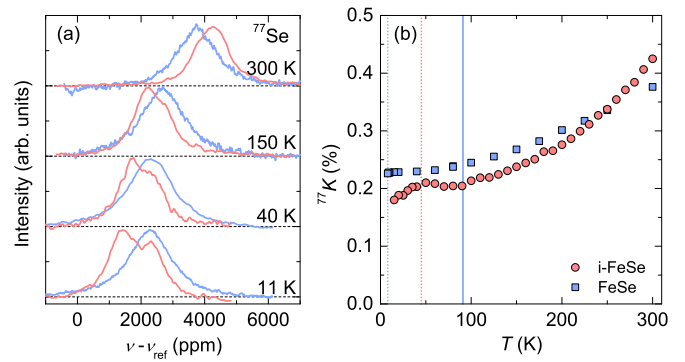 (a)
⁷⁷Se
300 K
150 K
40 K
11 K
Intensity (arb. units)
0 2000 4000 6000
ν - ν_ref (ppm)
(b)
0.5
0.4
0.3
0.2
0.1
0.0
⁷⁷K (%)
i-FeSe
FeSe
0 50 100 150 200 250 300
T (K)